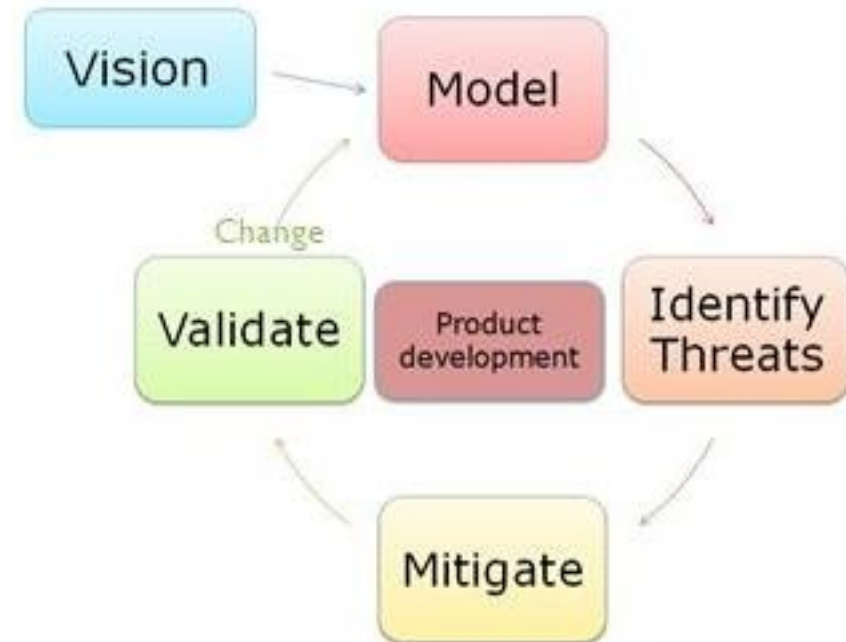 Vision
Model
Change
Validate
Product
development
Identify
Threats
Mitigate